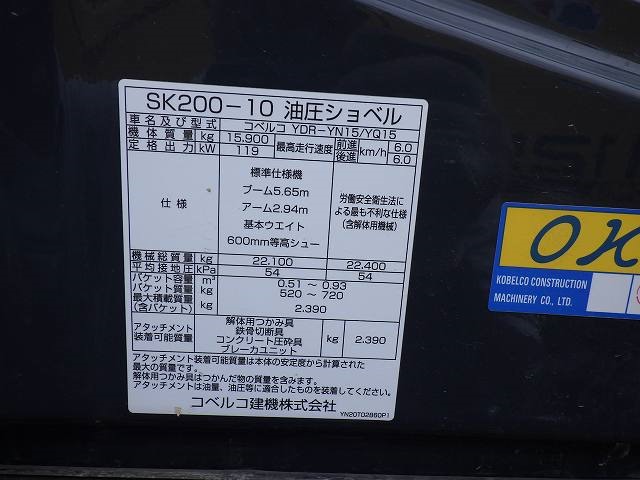 SK200-10 油圧ショベル
車名及び型式 コベルコ YDR-YN15/YQ15
機体質量 kg 15,900 最高走行速度 前進 km/h 6.0
定格出力 kW 119 後進 6.0
仕様
標準仕様機
ブーム5.65m
アーム2.94m
基本ウエイト
600mm等高シュー
労働安全衛生法に
よる最も不利な仕様
(含解体用機械)
機械総質量 kg 22,100 22,400
平均接地圧 kPa 54 54
バケット容量 m³ 0.51 ~ 0.93
バケット質量 kg 520 ~ 720
最大積載質量 kg 2,390
(含バケット)
アタッチメント
装着可能質量
解体用つかみ具
鉄骨切断具
コンクリート圧砕具
ブレーカユニット
kg 2,390
アタッチメント装着可能質量は本体の安定度から計算された
最大の質量です。
解体用つかみ具はつかんだ物の質量を含みます。
アタッチメントは油量、油圧等に適合したものを装着してください。
コベルコ建機株式会社
YN20T02860P1
OK
KOBELCO CONSTRUCTION
MACHINERY CO., LTD.